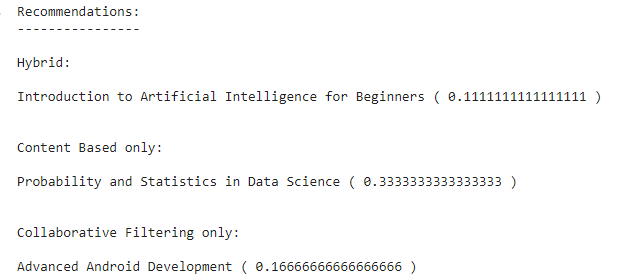 Recommendations:
----------------
Hybrid:
Introduction to Artificial Intelligence for Beginners ( 0.1111111111111111 )
Content Based only:
Probability and Statistics in Data Science ( 0.3333333333333333 )
Collaborative Filtering only:
Advanced Android Development ( 0.16666666666666666 )